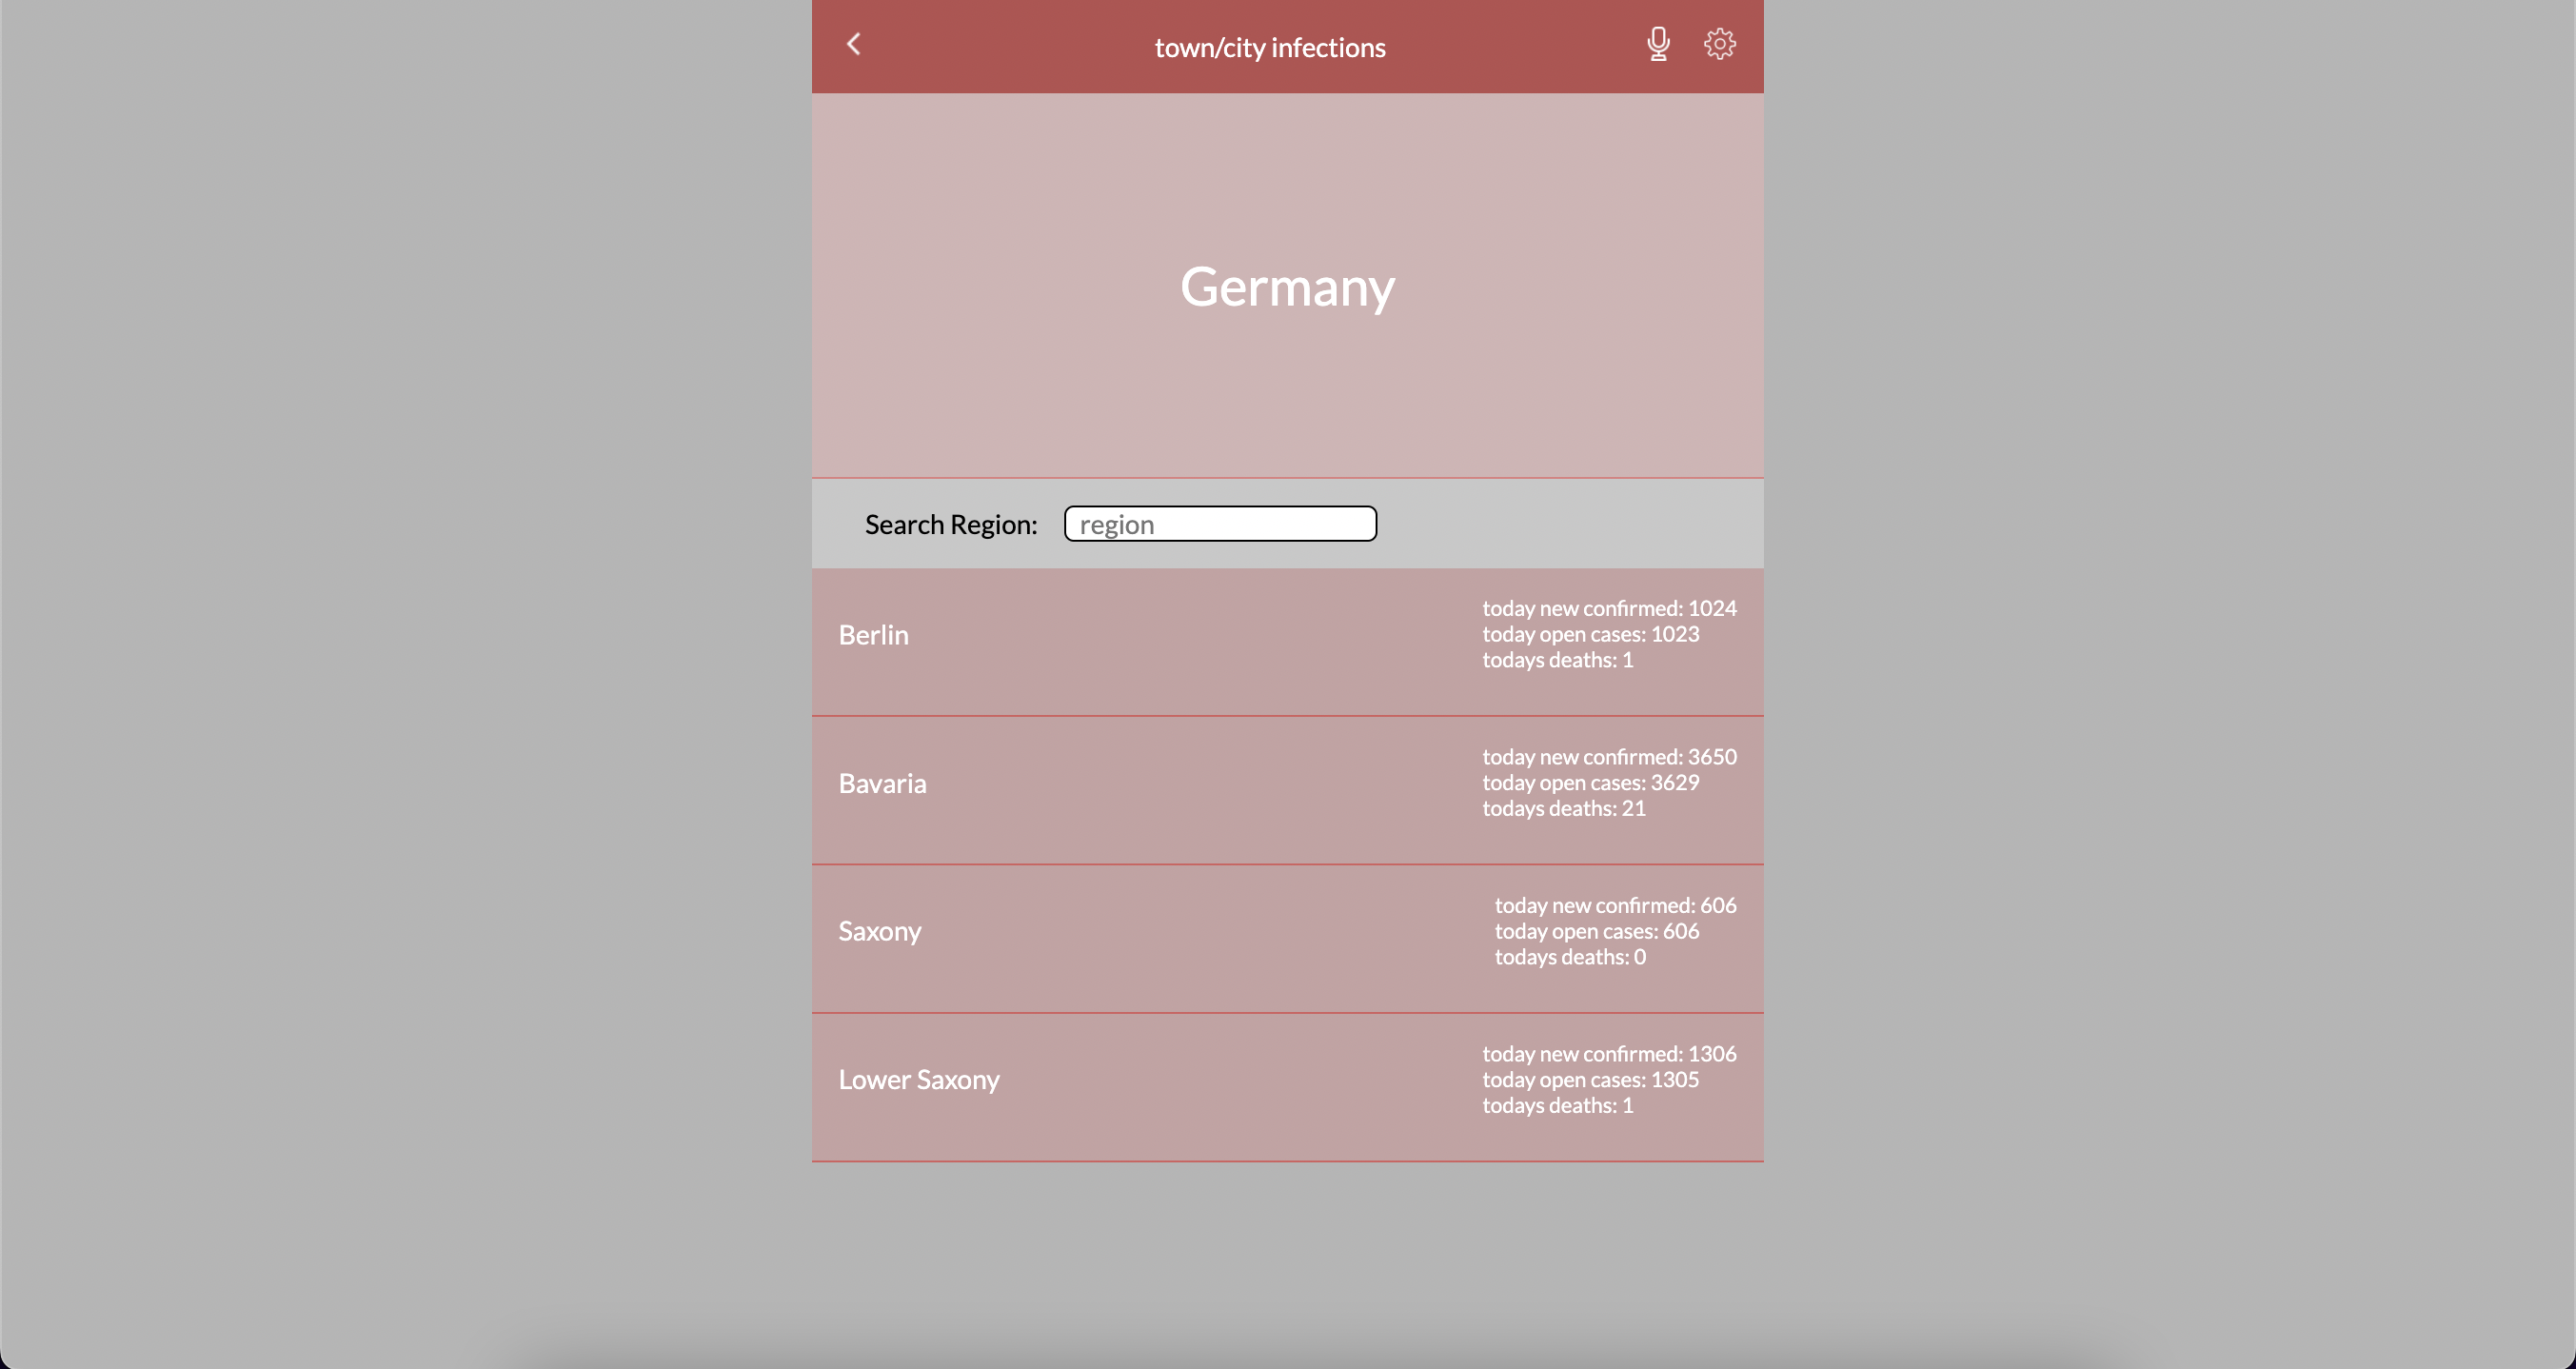 town/city infections
Germany
Search Region: region
Berlin
today new confirmed: 1024
today open cases: 1023
todays deaths: 1
Bavaria
today new confirmed: 3650
today open cases: 3629
todays deaths: 21
Saxony
today new confirmed: 606
today open cases: 606
todays deaths: 0
Lower Saxony
today new confirmed: 1306
today open cases: 1305
todays deaths: 1